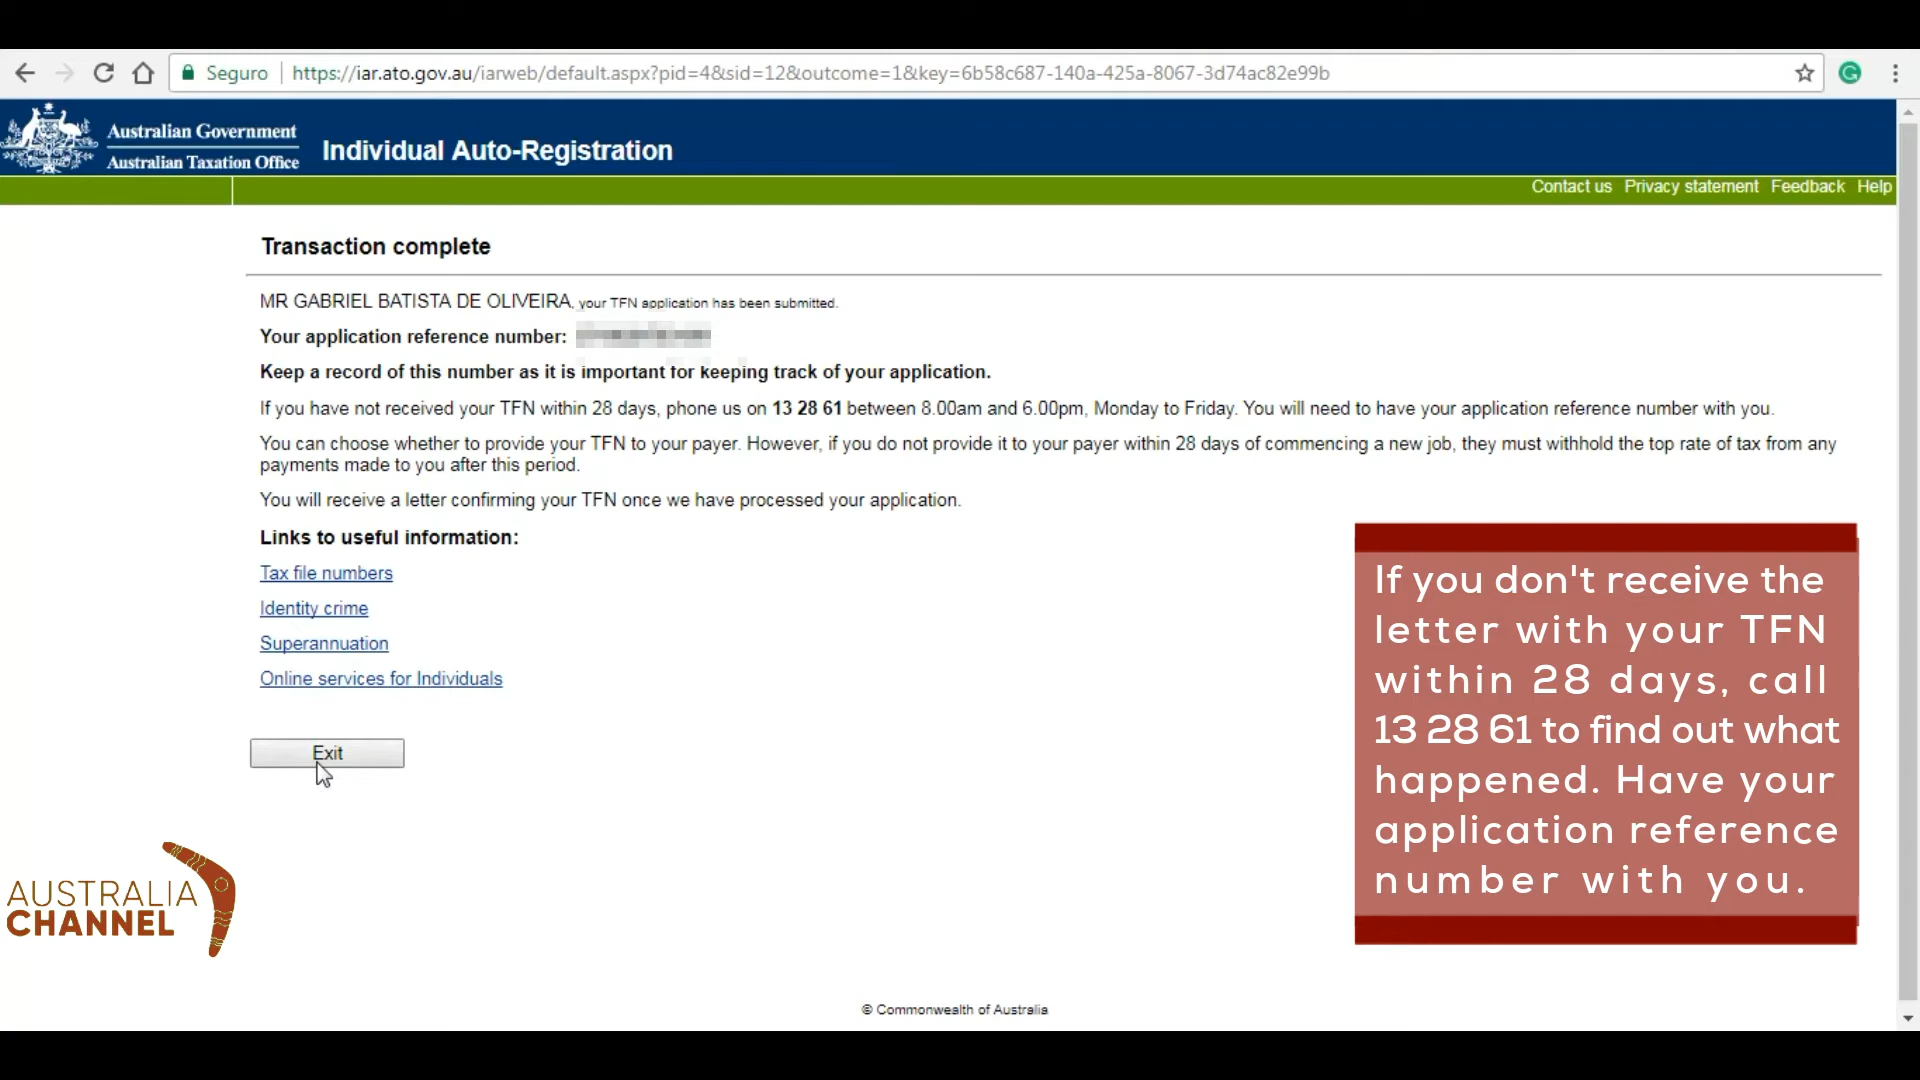 Seguro https://iar.ato.gov.au/iarweb/default.aspx?pid=4&sid=12&outcome=1&key=6b58c687-140a-425a-8067-3d74ac82e99b
Australian Government
Australian Taxation Office
Individual Auto-Registration
Contact us Privacy statement Feedback Help
Transaction complete
MR GABRIEL BATISTA DE OLIVEIRA, your TFN application has been submitted.
Your application reference number:
Keep a record of this number as it is important for keeping track of your application.
If you have not received your TFN within 28 days, phone us on 13 28 61 between 8.00am and 6.00pm, Monday to Friday. You will need to have your application reference number with you.
You can choose whether to provide your TFN to your payer. However, if you do not provide it to your payer within 28 days of commencing a new job, they must withhold the top rate of tax from any
payments made to you after this period.
You will receive a letter confirming your TFN once we have processed your application.
Links to useful information:
Tax file numbers
Identity crime
Superannuation
Online services for Individuals
Exit
If you don't receive the
letter with your TFN
within 28 days, call
13 28 61 to find out what
happened. Have your
application reference
number with you.
AUSTRALIA
CHANNEL
© Commonwealth of Australia